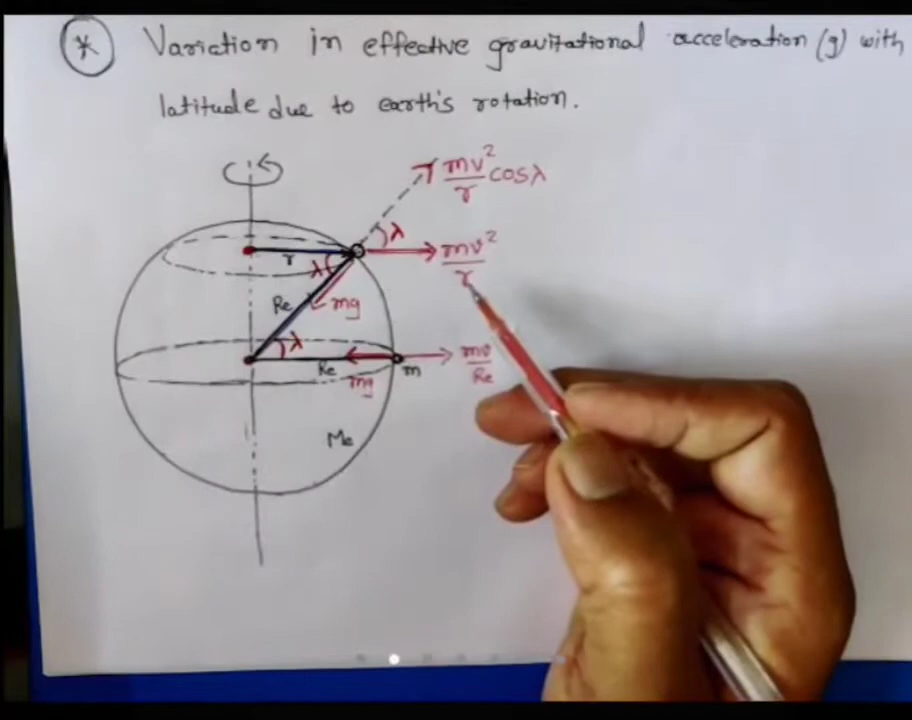 * Variation in effective gravitational acceleration (g) with
latitude due to earth's rotation.
mv²/r cosλ
λ
mv²/r
r
λ
Re
mg
λ
Re
mg
m
mv/Re
Me